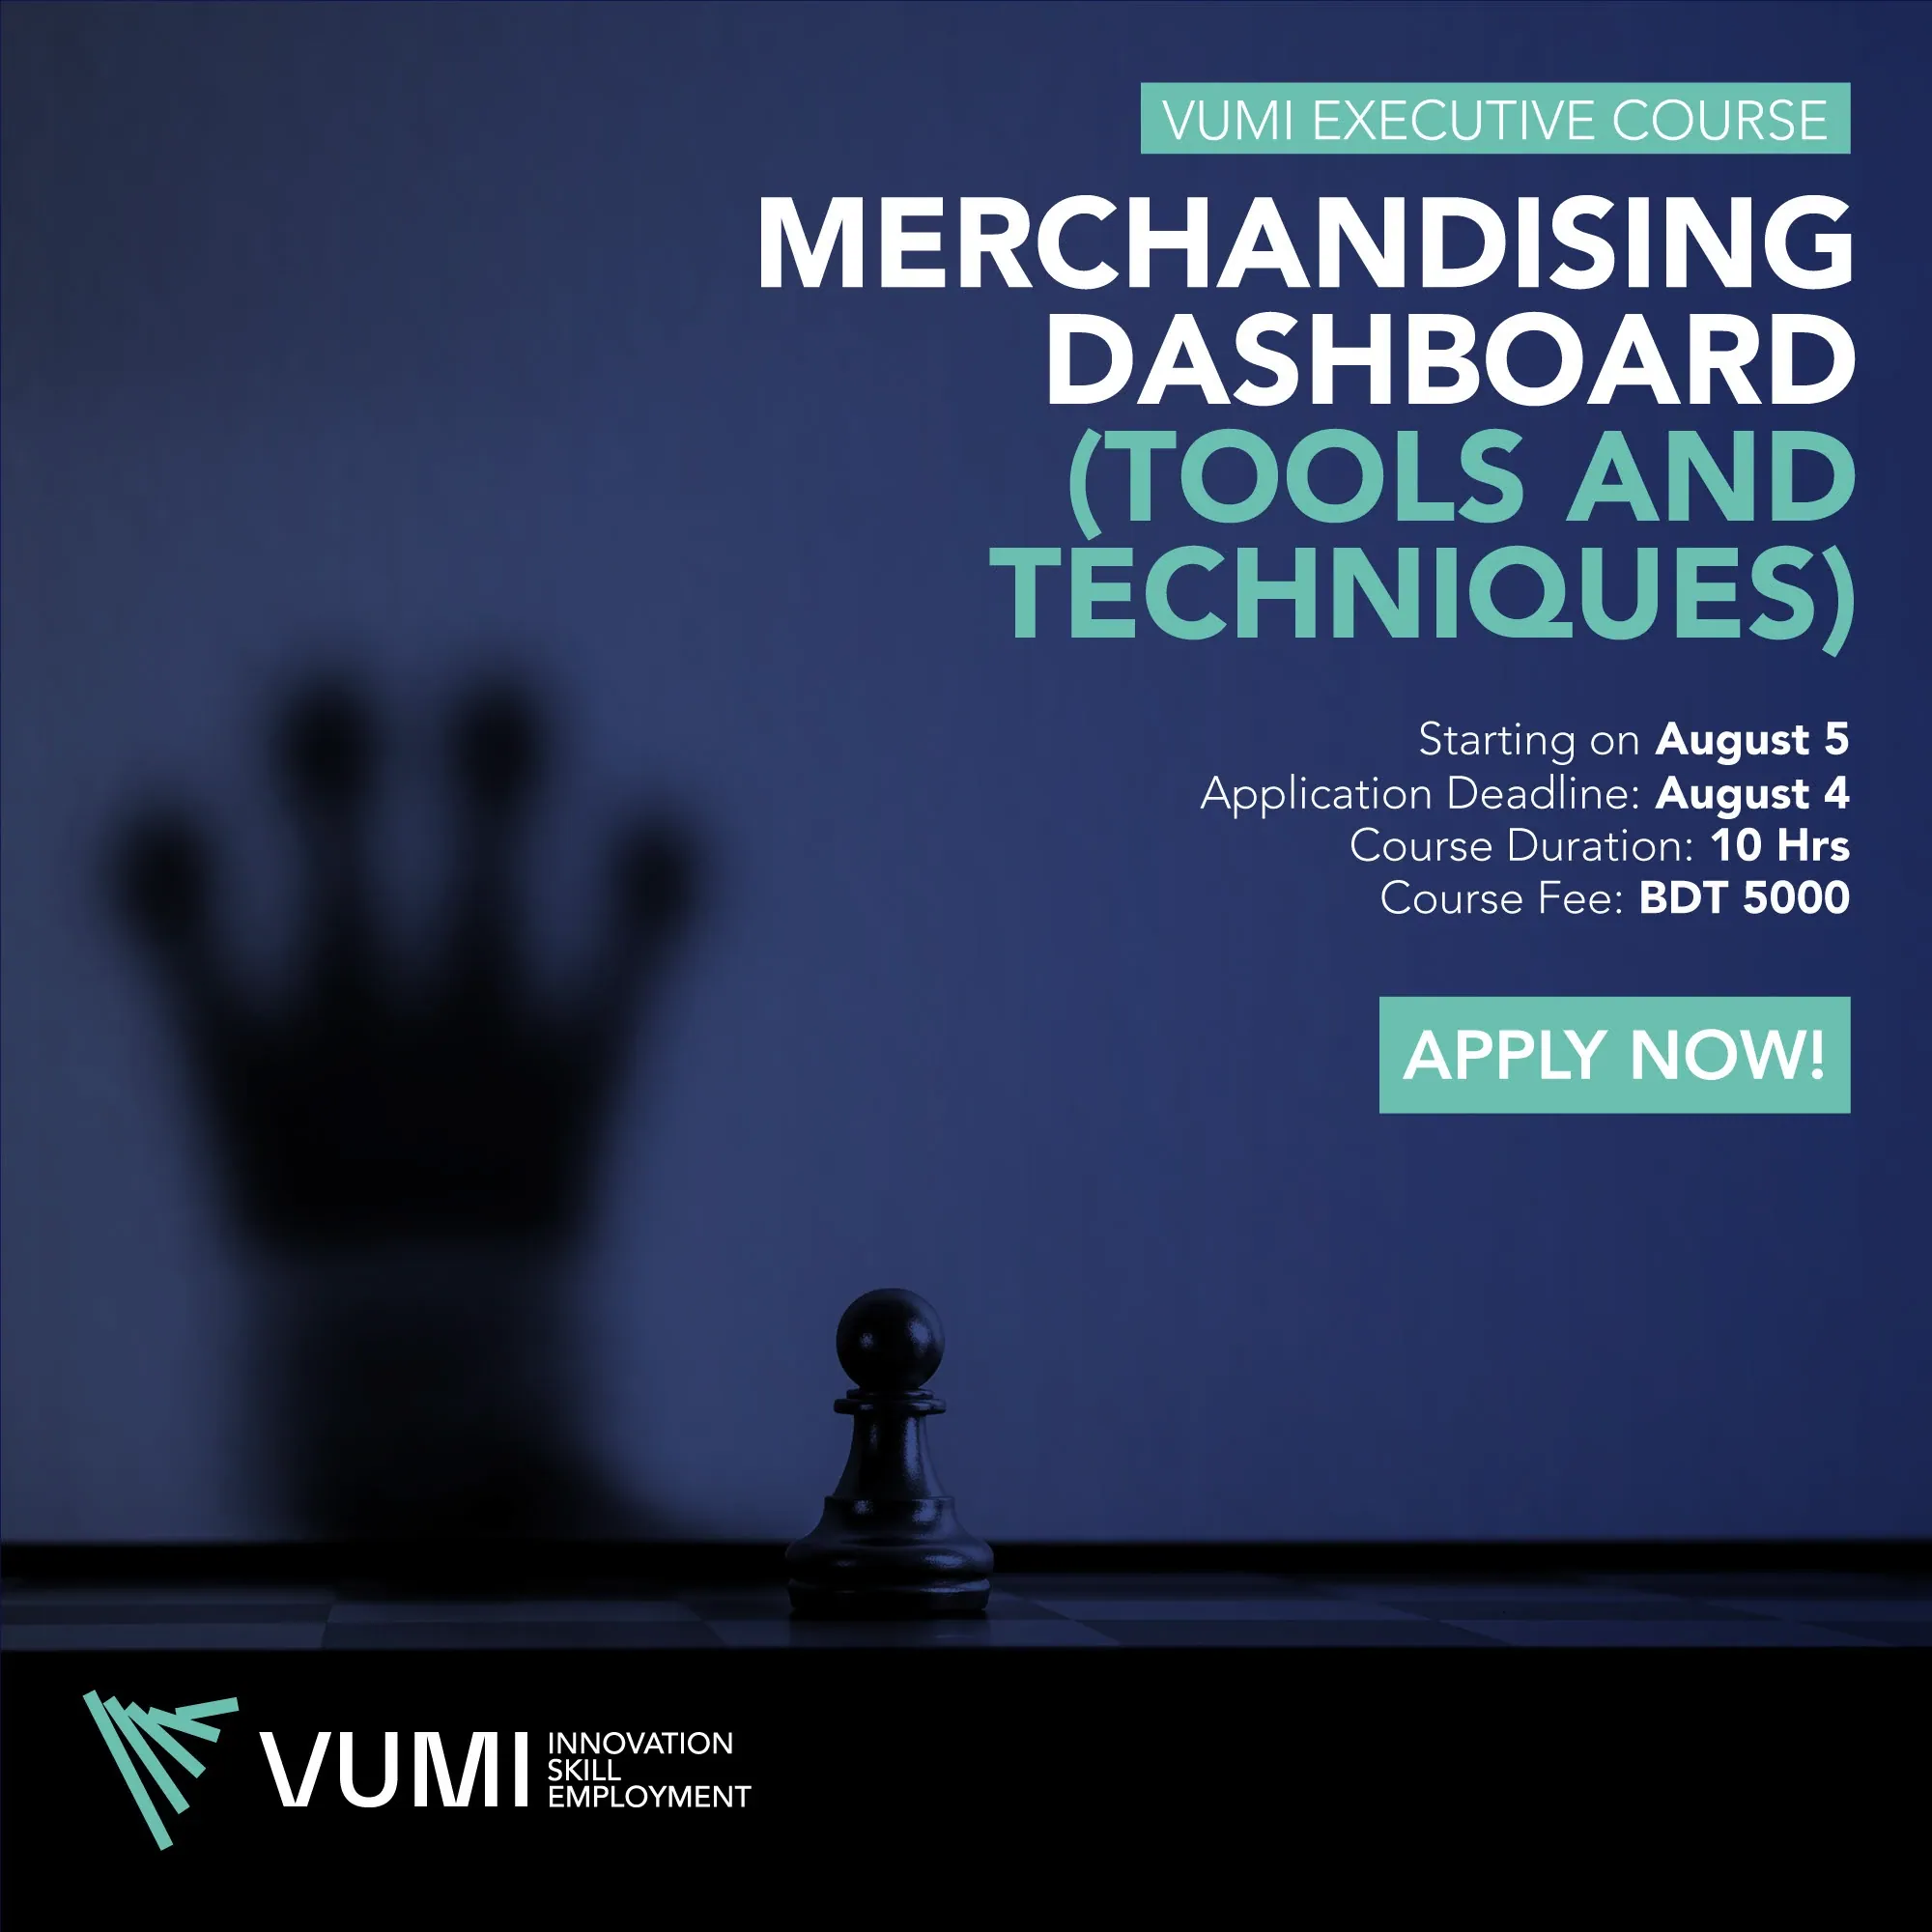 VUMI EXECUTIVE COURSE
MERCHANDISING
DASHBOARD
(TOOLS AND
TECHNIQUES)
Starting on August 5
Application Deadline: August 4
Course Duration: 10 Hrs
Course Fee: BDT 5000
APPLY NOW!
VUMI
INNOVATION
SKILL
EMPLOYMENT